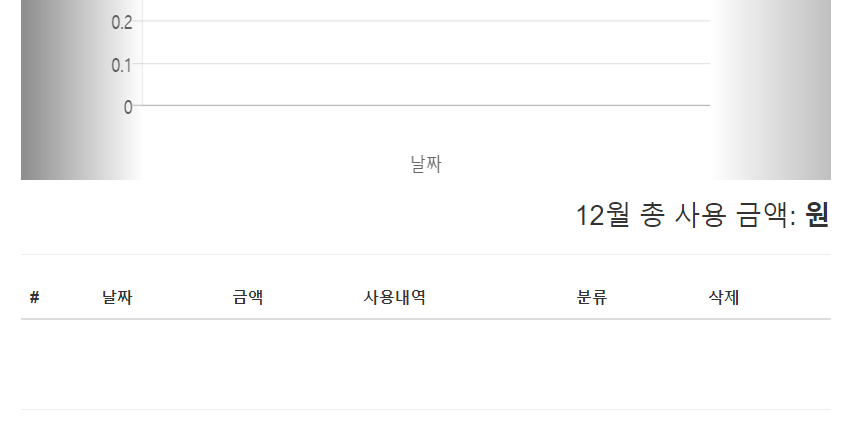 0.2
0.1
0
날짜
12월 총 사용 금액: 원
# 날짜 금액 사용내역 분류 삭제